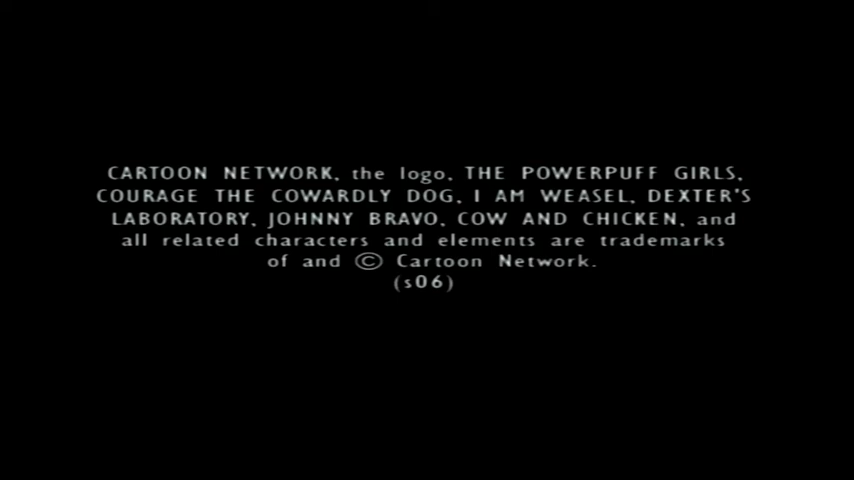 CARTOON NETWORK, the logo, THE POWERPUFF GIRLS,
COURAGE THE COWARDLY DOG, I AM WEASEL, DEXTER'S
LABORATORY, JOHNNY BRAVO, COW AND CHICKEN, and
all related characters and elements are trademarks
of and © Cartoon Network.
(s06)